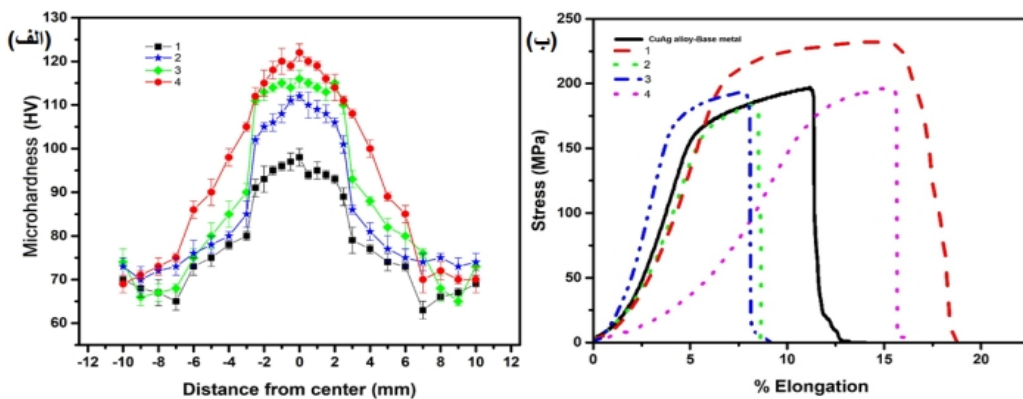 (الف)
130
120
110
100
90
80
70
60
Microhardness (HV)
1
2
3
4
-12 -10 -8 -6 -4 -2 0 2 4 6 8 10 12
Distance from center (mm)
(ب)
250
200
150
100
50
0
Stress (MPa)
CuAg alloy-Base metal
1
2
3
4
0 5 10 15 20
% Elongation